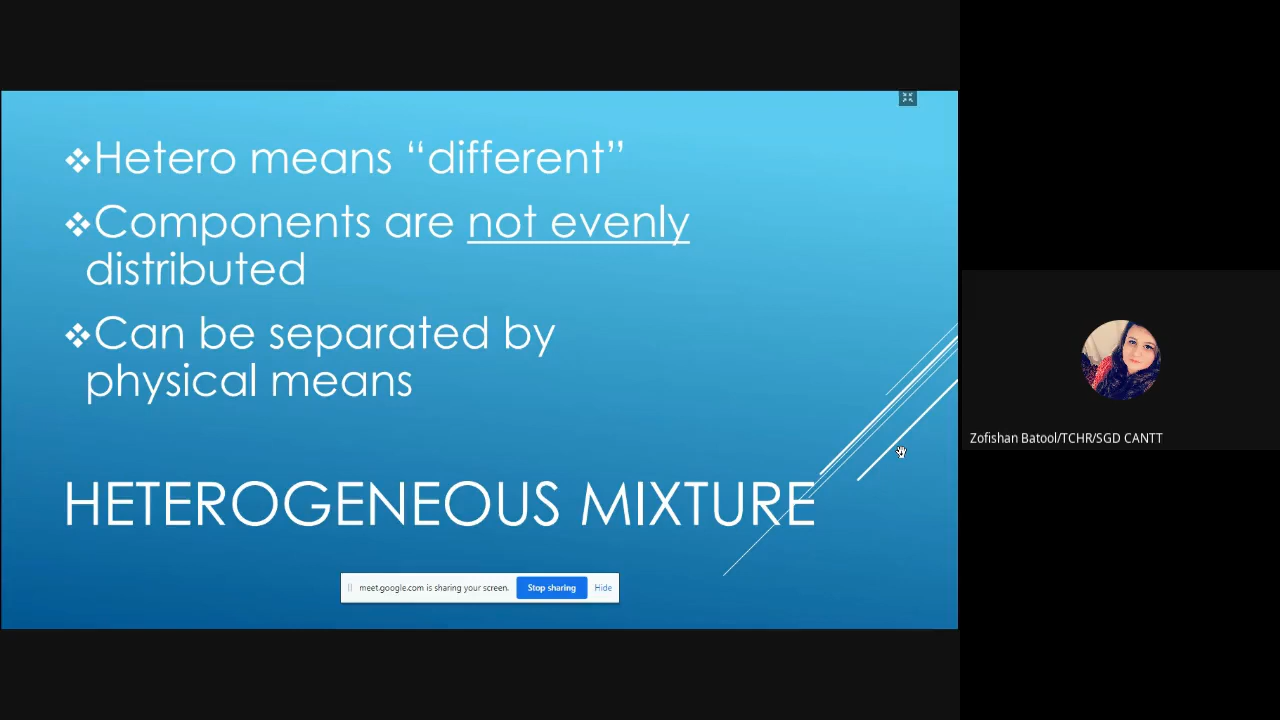 ❖Hetero means “different”
❖Components are not evenly
distributed
❖Can be separated by
physical means
HETEROGENEOUS MIXTURE
meet.google.com is sharing your screen. Stop sharing Hide
Zofishan Batool/TCHR/SGD CANTT